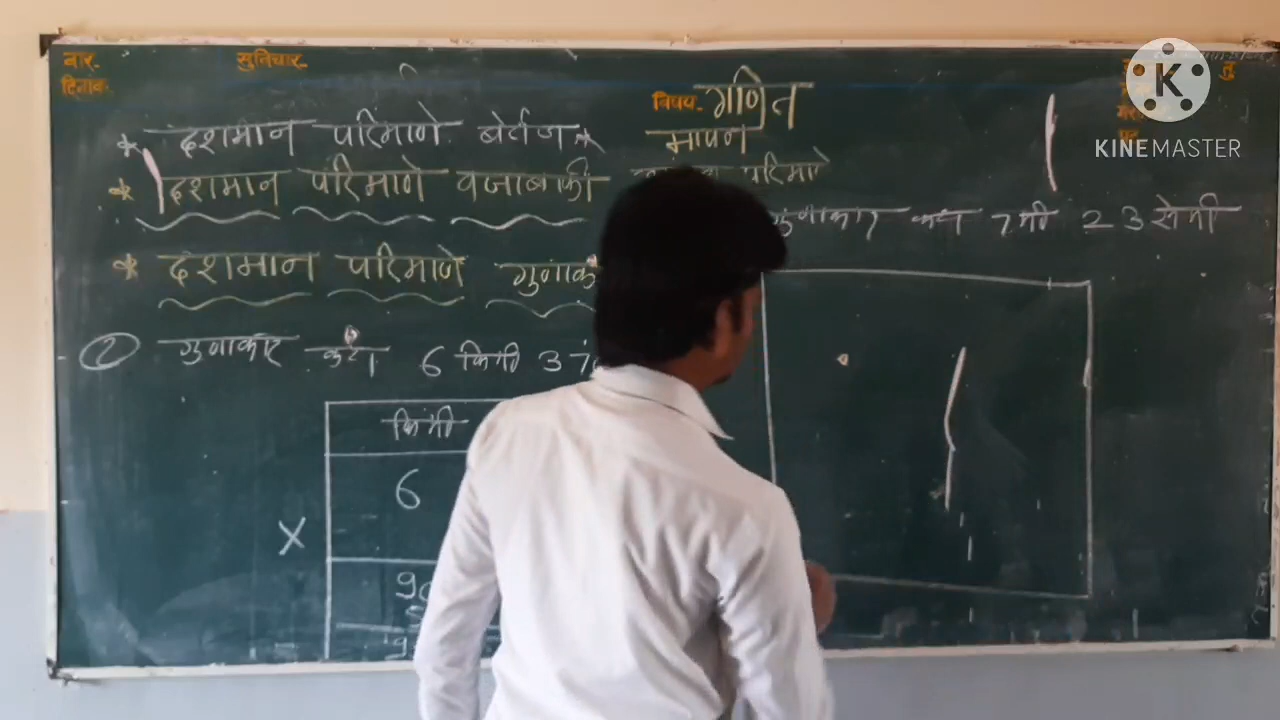 वार-
दिनांक-
सुविचार-
विषय- गणित
मापन
* दशमान परिमाणे बेरीज *
* दशमान परिमाणे वजाबाकी
परिमाणे
* दशमान परिमाणे गुणाक
गुणाकार करा 7 मी 23 सेमी
2 गुणाकार करा 6 किमी 3
किमी
6
X
K
KINEMASTER